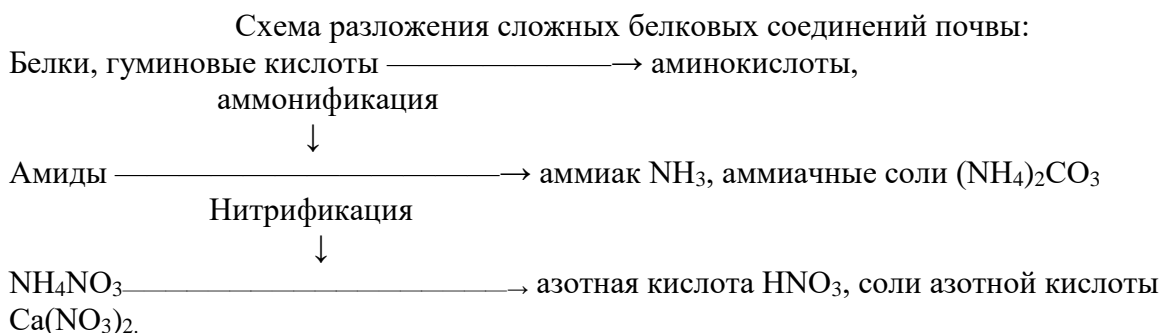 Схема разложения сложных белковых соединений почвы:
Белки, гуминовые кислоты ————————→ аминокислоты,
аммонификация
↓
Амиды ——————————————→ аммиак NH₃, аммиачные соли (NH₄)₂CO₃
Нитрификация
↓
NH₄NO₃——————————————→ азотная кислота HNO₃, соли азотной кислоты
Ca(NO₃)₂.